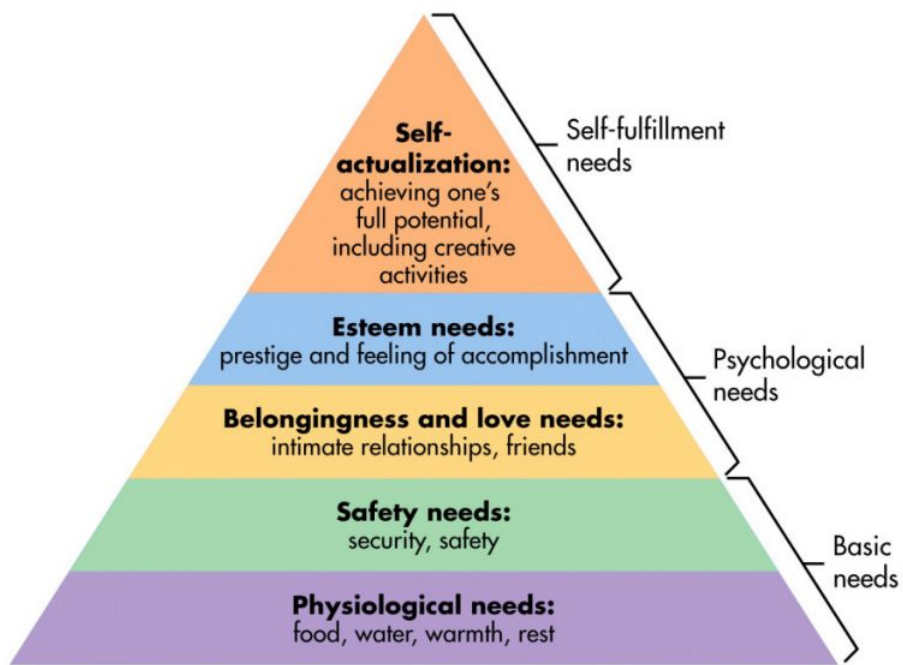 Self-
actualization:
achieving one's
full potential,
including creative
activities
Self-fulfillment
needs
Esteem needs:
prestige and feeling of accomplishment
Belongingness and love needs:
intimate relationships, friends
Psychological
needs
Safety needs:
security, safety
Physiological needs:
food, water, warmth, rest
Basic
needs